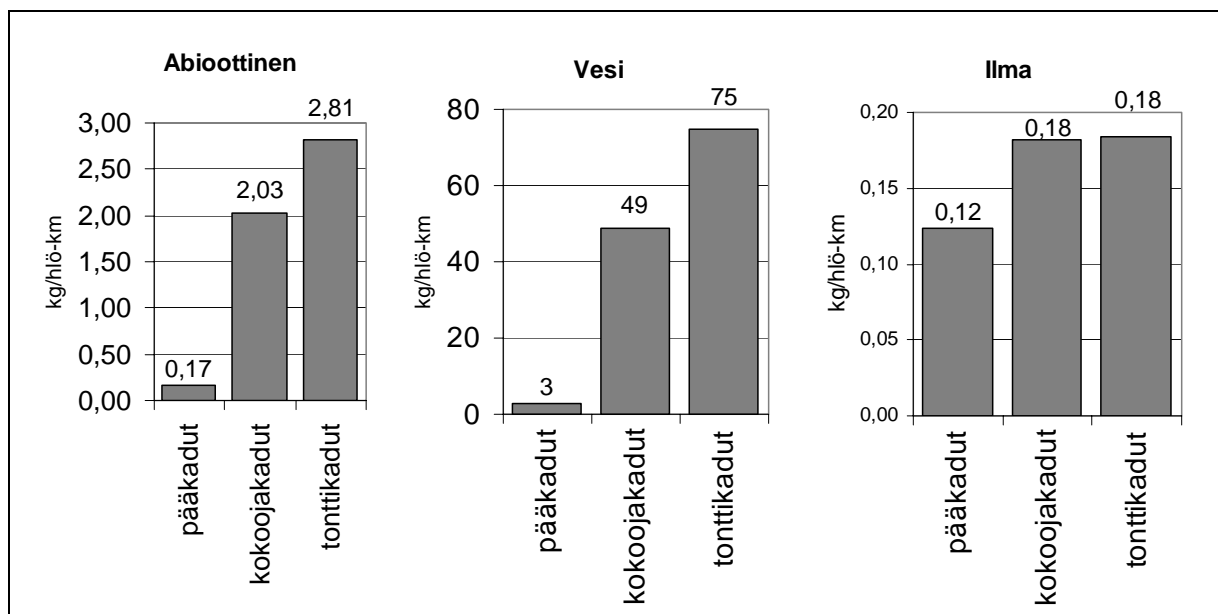 Abioottinen
2,81
3,00
2,50
2,03
2,00
1,50
1,00
0,50
0,17
0,00
kg/hlö-km
pääkadut
kokoojakadut
tonttikadut
Vesi
75
80
60
49
40
20
3
0
kg/hlö-km
pääkadut
kokoojakadut
tonttikadut
Ilma
0,18
0,20
0,18
0,15
0,12
0,10
0,05
0,00
kg/hlö-km
pääkadut
kokoojakadut
tonttikadut